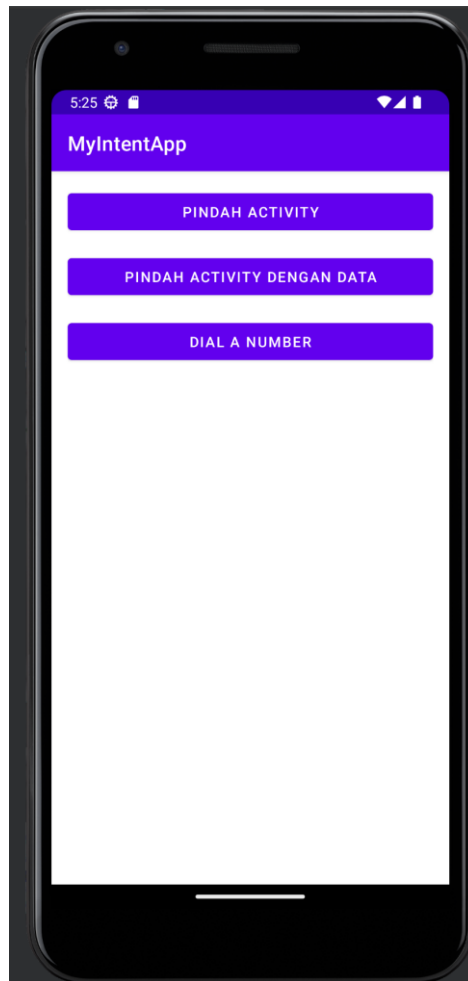 5:25
MyIntentApp
PINDAH ACTIVITY
PINDAH ACTIVITY DENGAN DATA
DIAL A NUMBER